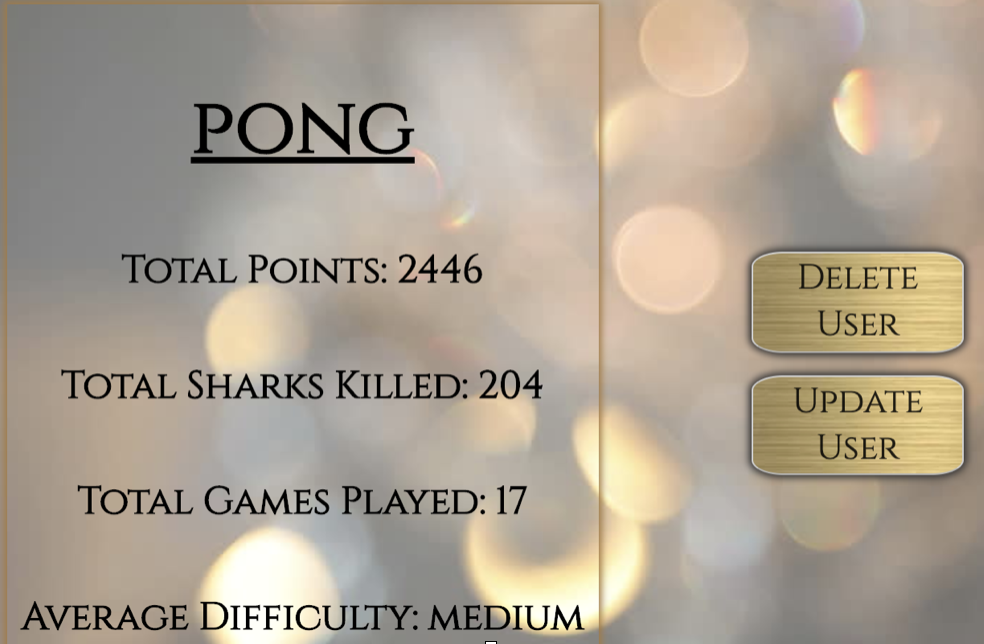 PONG
Total Points: 2446
Total Sharks Killed: 204
Total Games Played: 17
Average Difficulty: medium
Delete
User
Update
User